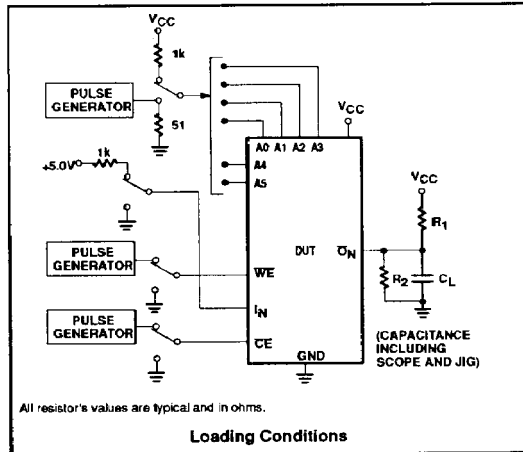 VCC
1k
PULSE
GENERATOR
51
1k
+5.0V
A0 A1 A2 A3
A4
A5
VCC
VCC
R1
DUT
ON
R2
CL
PULSE
GENERATOR
WE
IN
PULSE
GENERATOR
CE
GND
(CAPACITANCE
INCLUDING
SCOPE AND JIG)
All resistor's values are typical and in ohms.
Loading Conditions